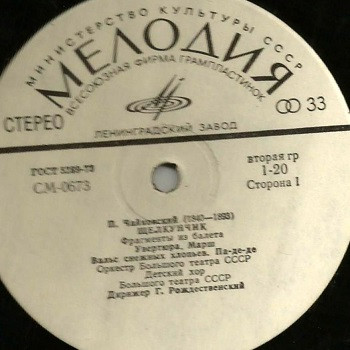 МИНИСТЕРСТВО КУЛЬТУРЫ СССР
МЕЛОДИЯ
ВСЕСОЮЗНАЯ ФИРМА ГРАМПЛАСТИНОК
СТЕРЕО
33
ЛЕНИНГРАДСКИЙ ЗАВОД
ГОСТ 5289-73
СМ-0673
вторая гр
1-20
Сторона 1
П. Чайковский (1840—1893)
ЩЕЛКУНЧИК
Фрагменты из балета
Увертюра, Марш
Вальс снежных хлопьев. Па-де-де
Оркестр Большого театра СССР
Детский хор
Большого театра СССР
Дирижер Г. Рождественский